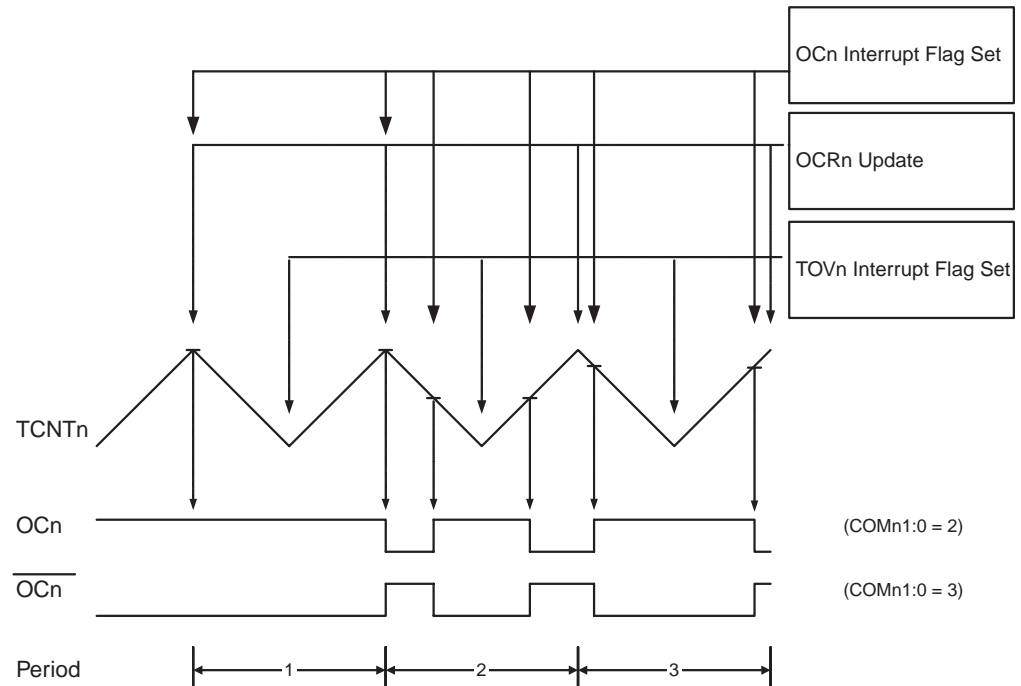 OCn Interrupt Flag Set
OCRn Update
TOVn Interrupt Flag Set
TCNTn
OCn
(COMn1:0 = 2)
OCn
(COMn1:0 = 3)
Period
1
2
3